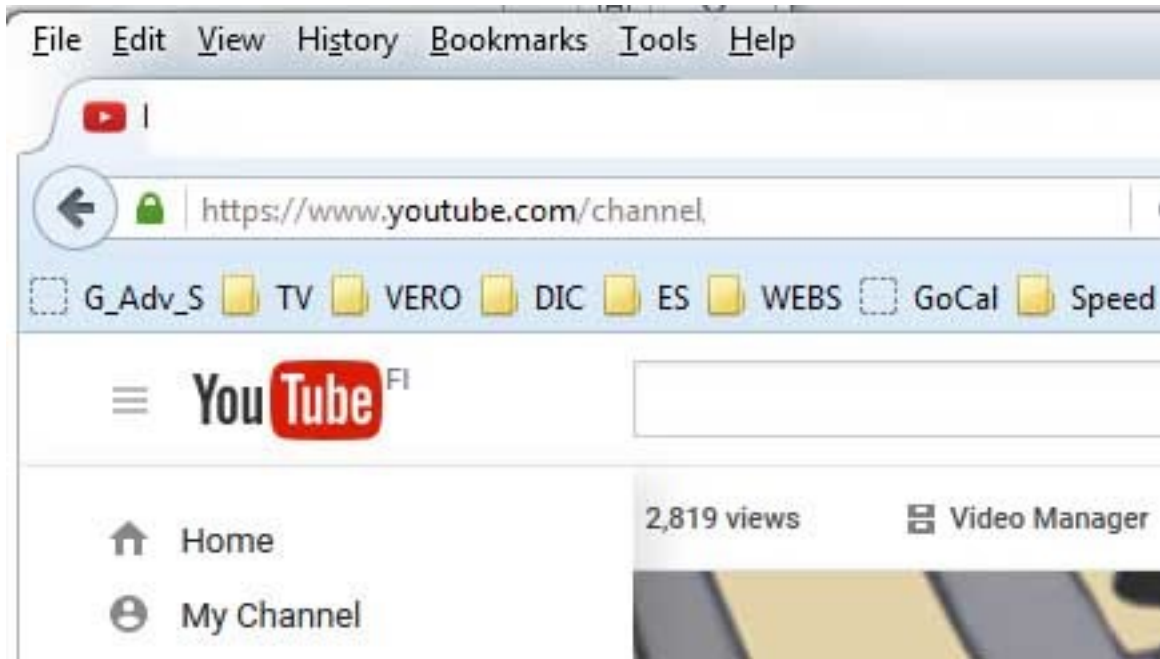 File Edit View History Bookmarks Tools Help
https://www.youtube.com/channel
G_Adv_S TV VERO DIC ES WEBS GoCal Speed
YouTube FI
2,819 views Video Manager
Home
My Channel